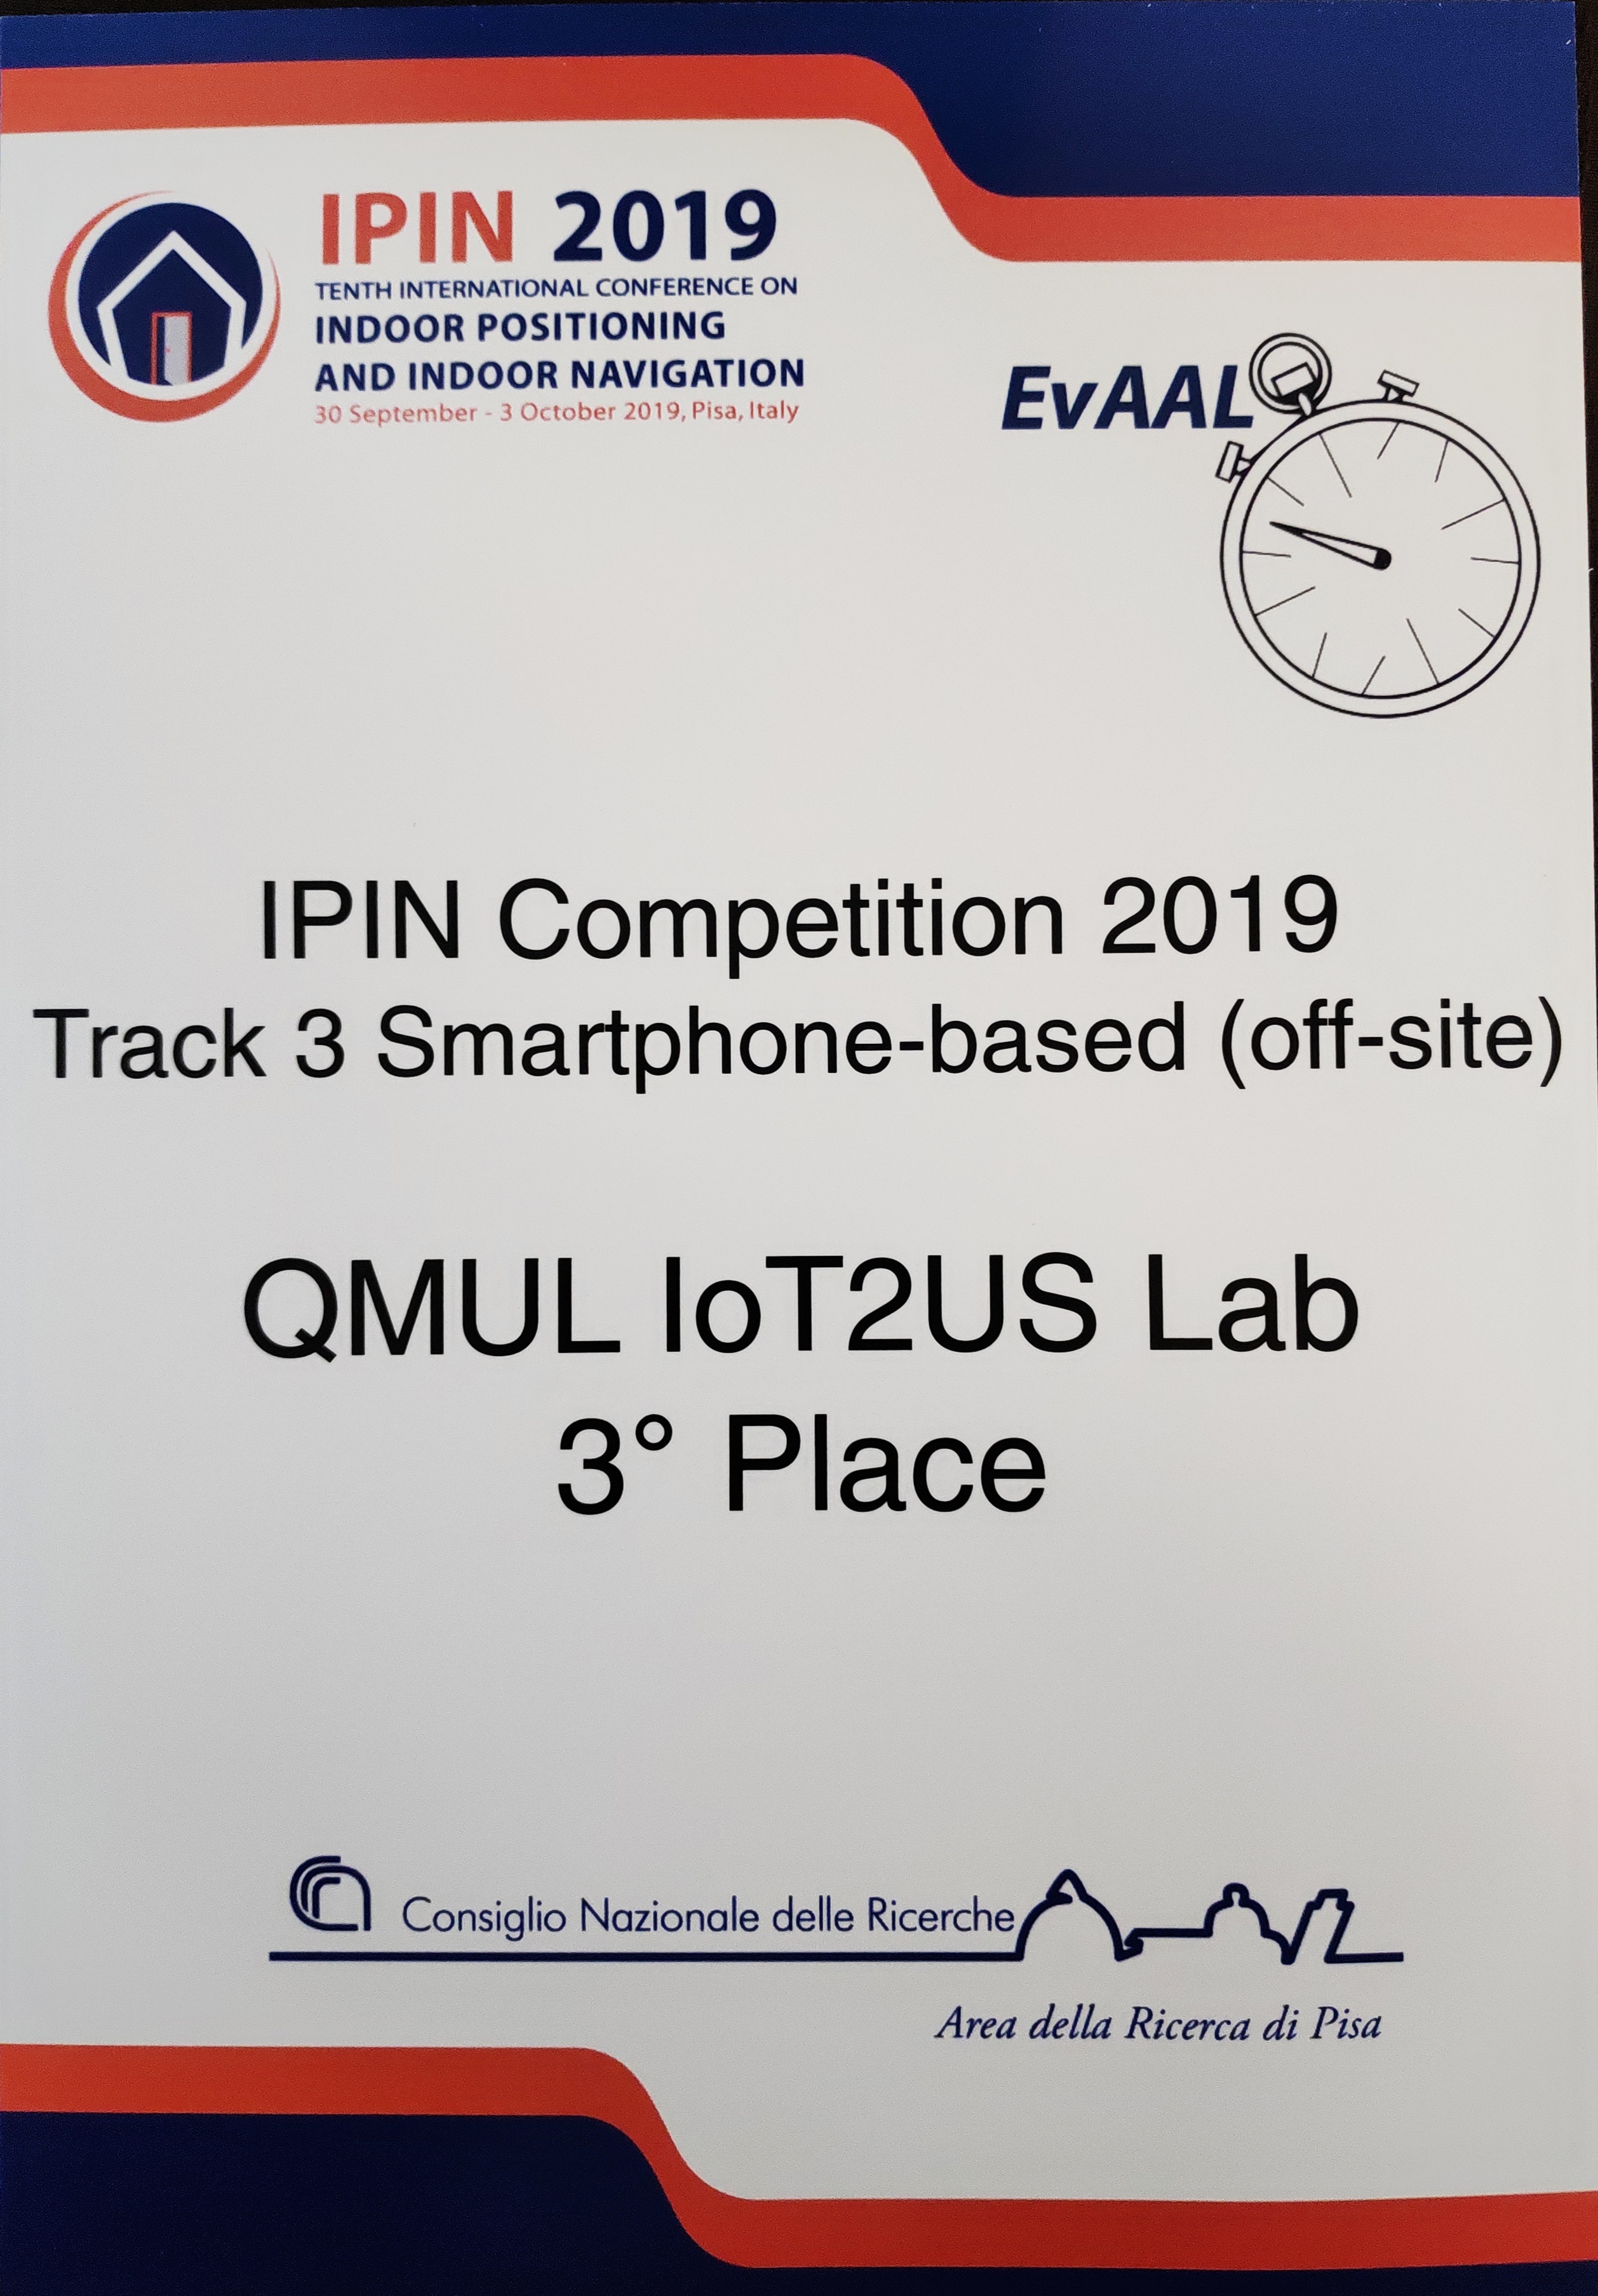 IPIN 2019
TENTH INTERNATIONAL CONFERENCE ON
INDOOR POSITIONING
AND INDOOR NAVIGATION
30 September - 3 October 2019, Pisa, Italy
EvAAL
IPIN Competition 2019
Track 3 Smartphone-based (off-site)
QMUL IoT2US Lab
3° Place
Consiglio Nazionale delle Ricerche
Area della Ricerca di Pisa